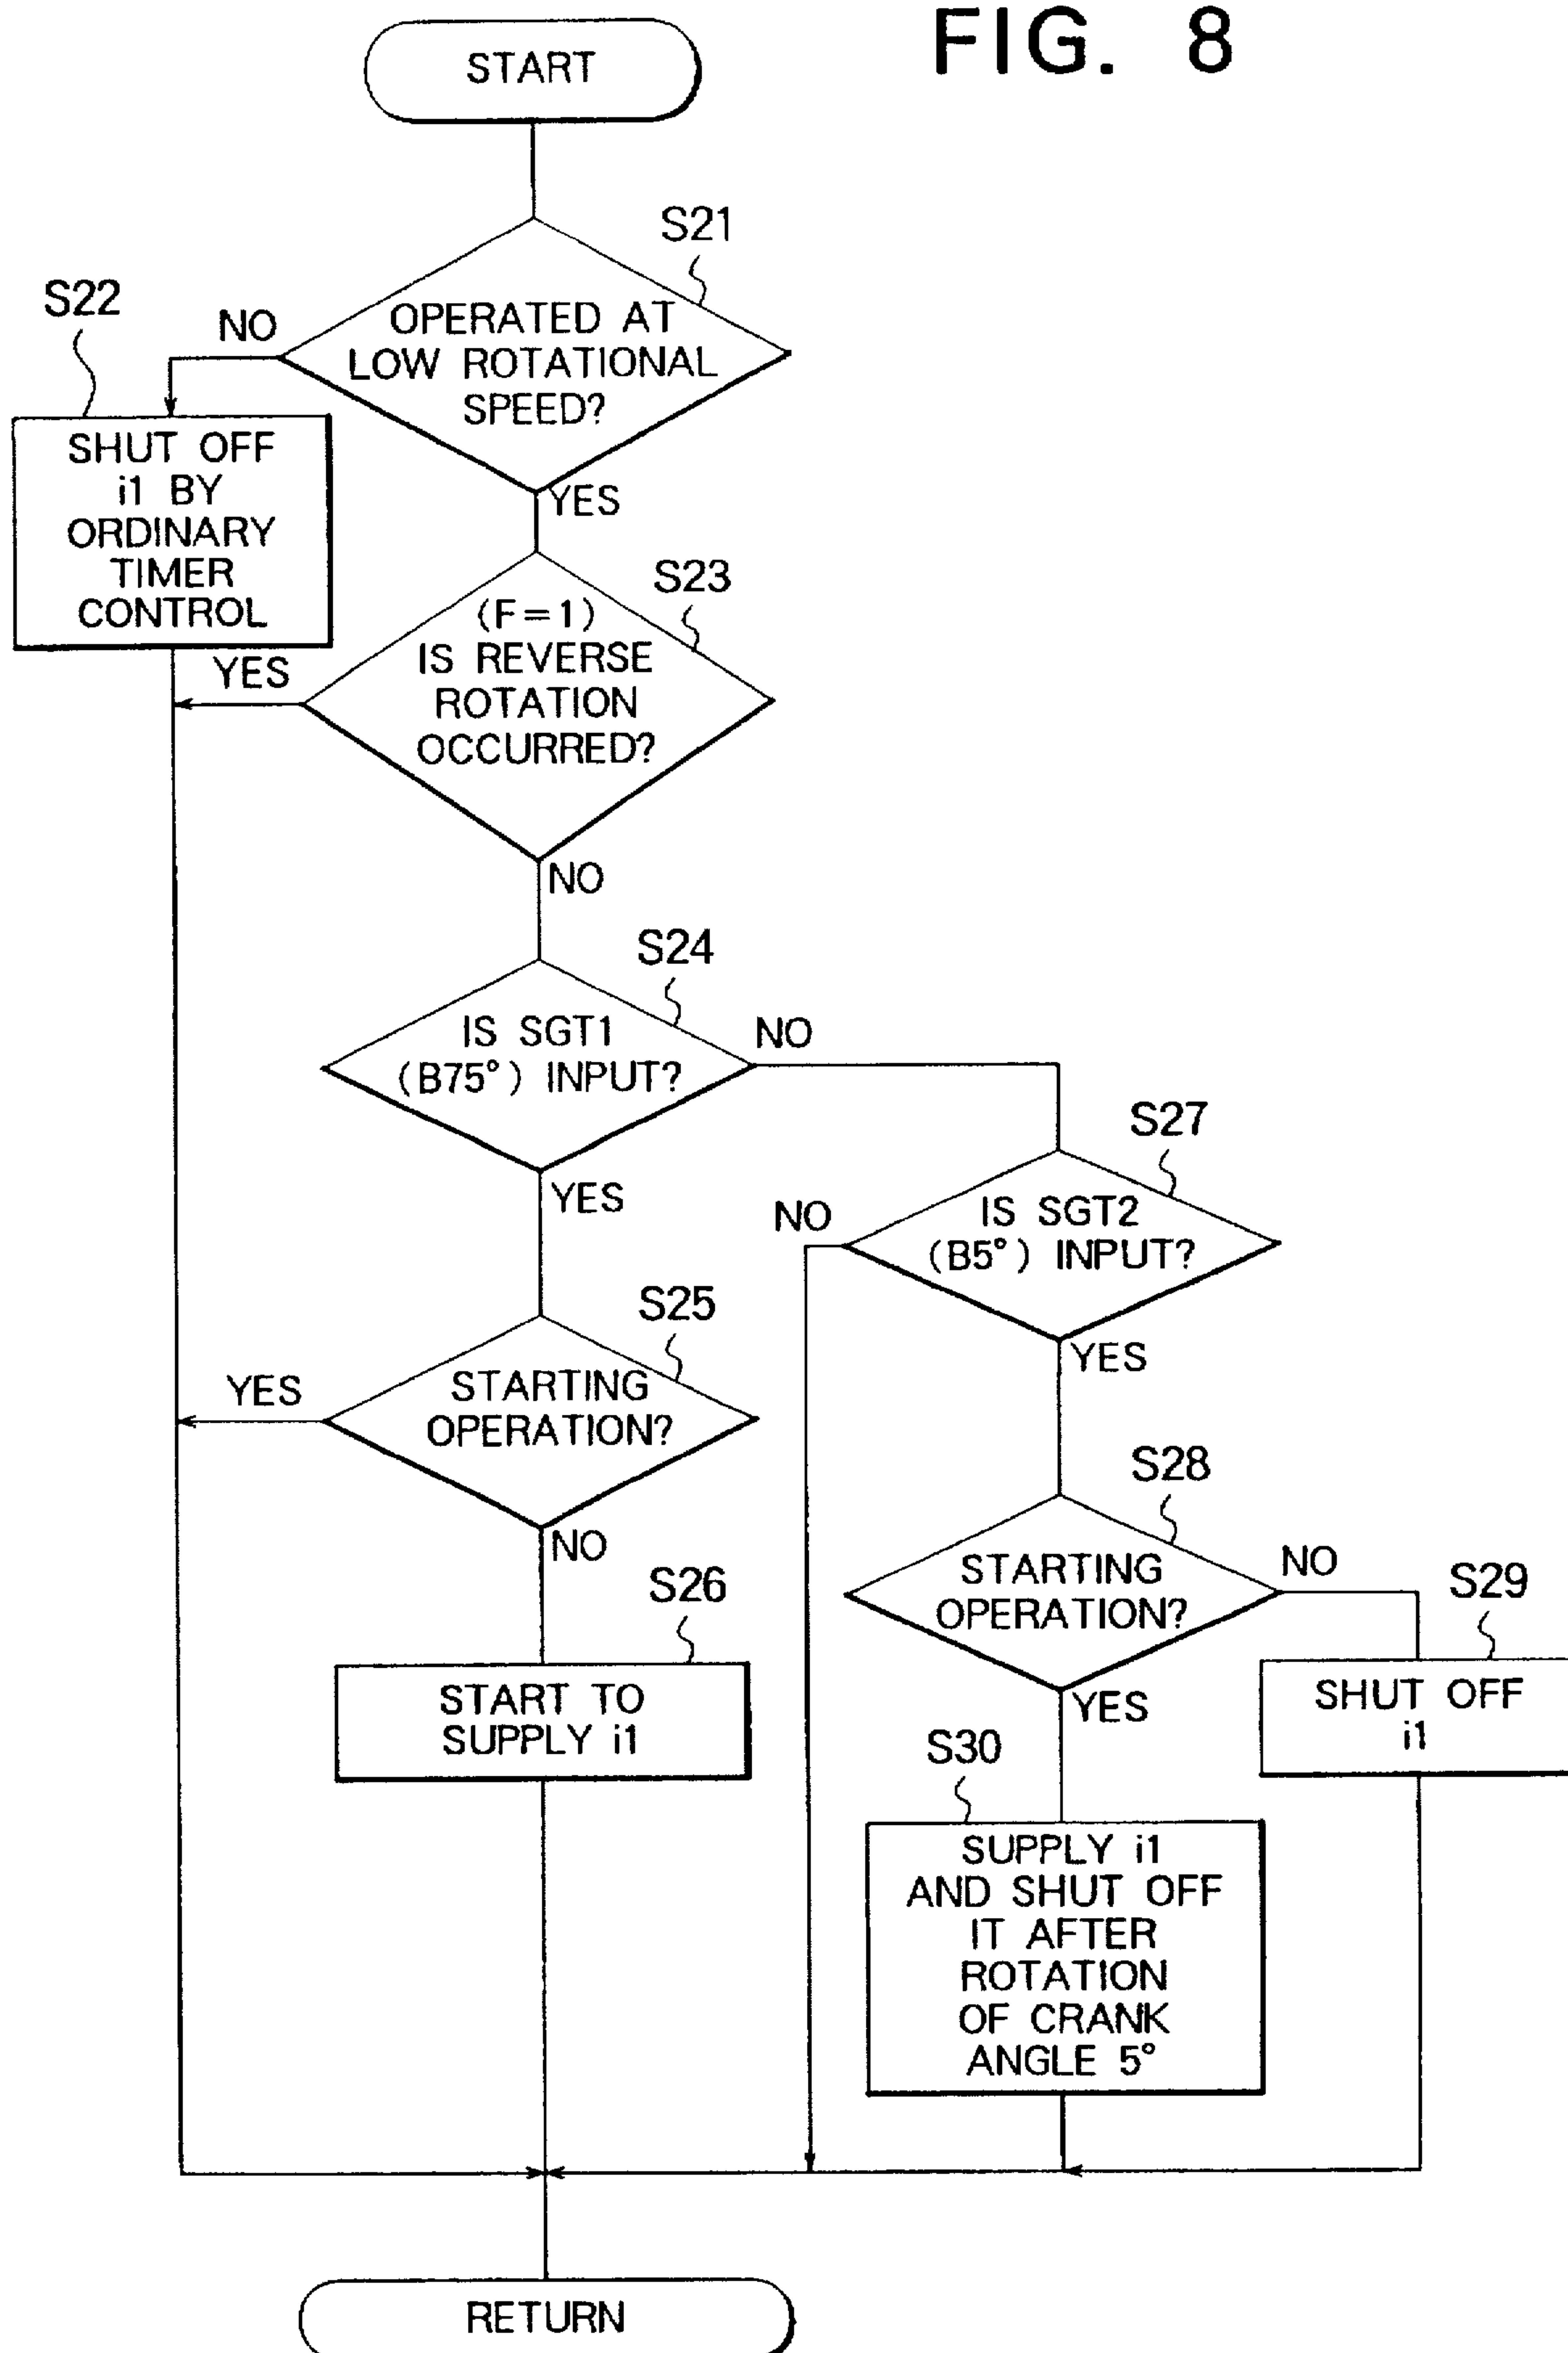 FIG. 8
START
S21
S22
NO
OPERATED AT
LOW ROTATIONAL
SPEED?
YES
SHUT OFF
i1 BY
ORDINARY
TIMER
CONTROL
S23
(F=1)
IS REVERSE
ROTATION
OCCURRED?
YES
NO
S24
IS SGT1
(B75°) INPUT?
NO
YES
S27
IS SGT2
(B5°) INPUT?
NO
YES
S25
STARTING
OPERATION?
YES
NO
S28
STARTING
OPERATION?
NO
YES
S26
START TO
SUPPLY i1
S29
SHUT OFF
i1
S30
SUPPLY i1
AND SHUT OFF
IT AFTER
ROTATION
OF CRANK
ANGLE 5°
RETURN